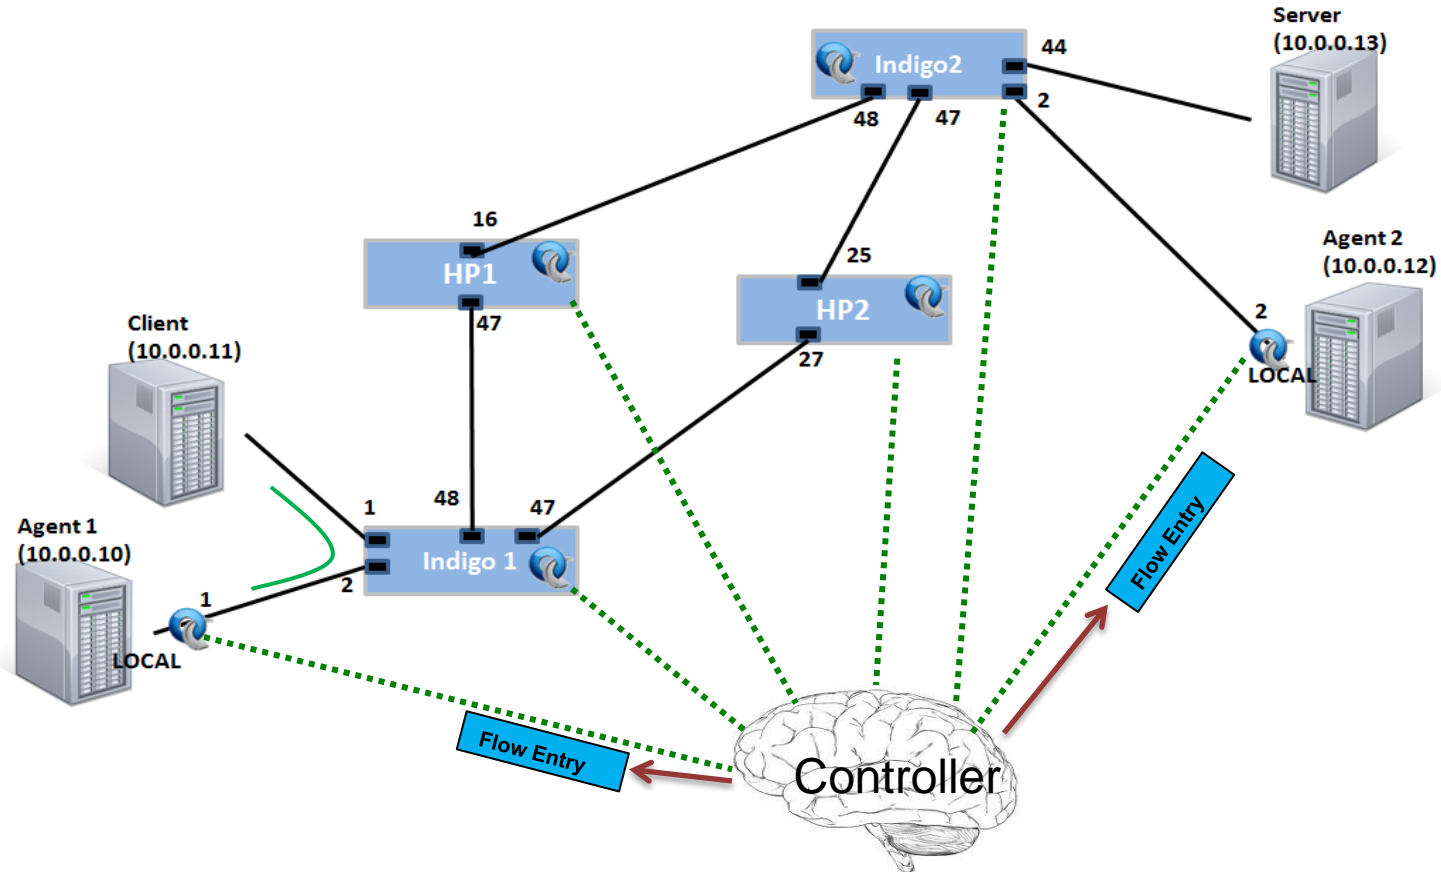 Server
(10.0.0.13)
Indigo2
44
2
48
47
16
HP1
47
25
HP2
27
Agent 2
(10.0.0.12)
2
LOCAL
Client
(10.0.0.11)
1
48
47
Indigo 1
2
Agent 1
(10.0.0.10)
1
LOCAL
Flow Entry
Flow Entry
Controller